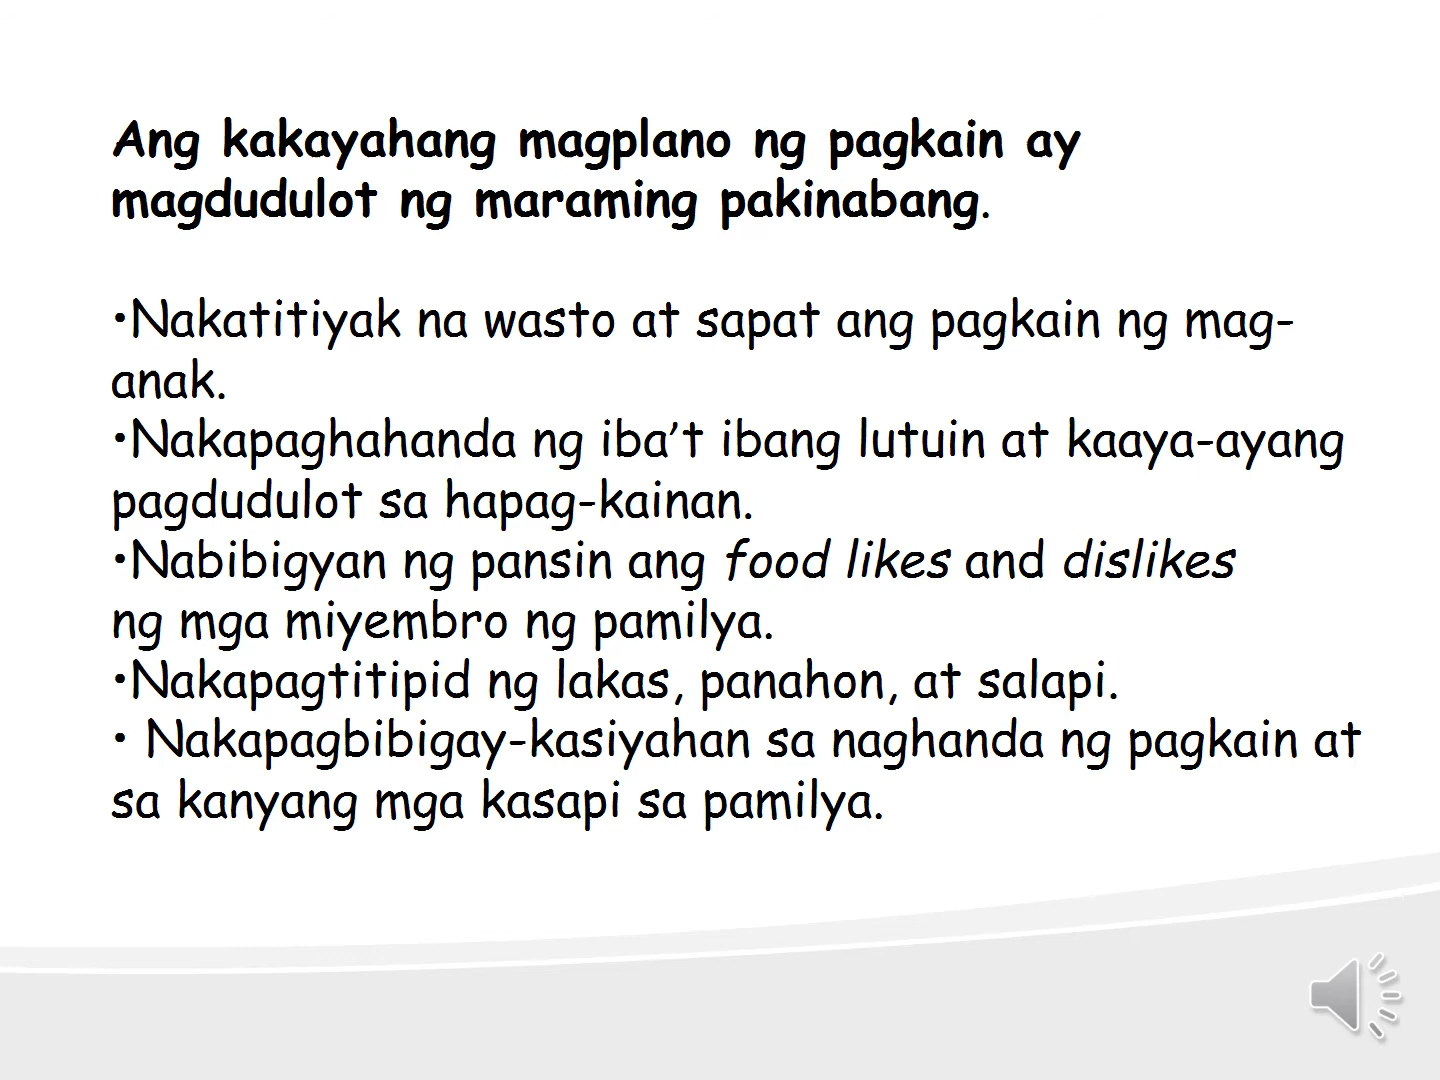 Ang kakayahang magplano ng pagkain ay
magdudulot ng maraming pakinabang.
•Nakatitiyak na wasto at sapat ang pagkain ng mag-
anak.
•Nakapaghahanda ng iba’t ibang lutuin at kaaya-ayang
pagdudulot sa hapag-kainan.
•Nabibigyan ng pansin ang food likes and dislikes
ng mga miyembro ng pamilya.
•Nakapagtitipid ng lakas, panahon, at salapi.
• Nakapagbibigay-kasiyahan sa naghanda ng pagkain at
sa kanyang mga kasapi sa pamilya.